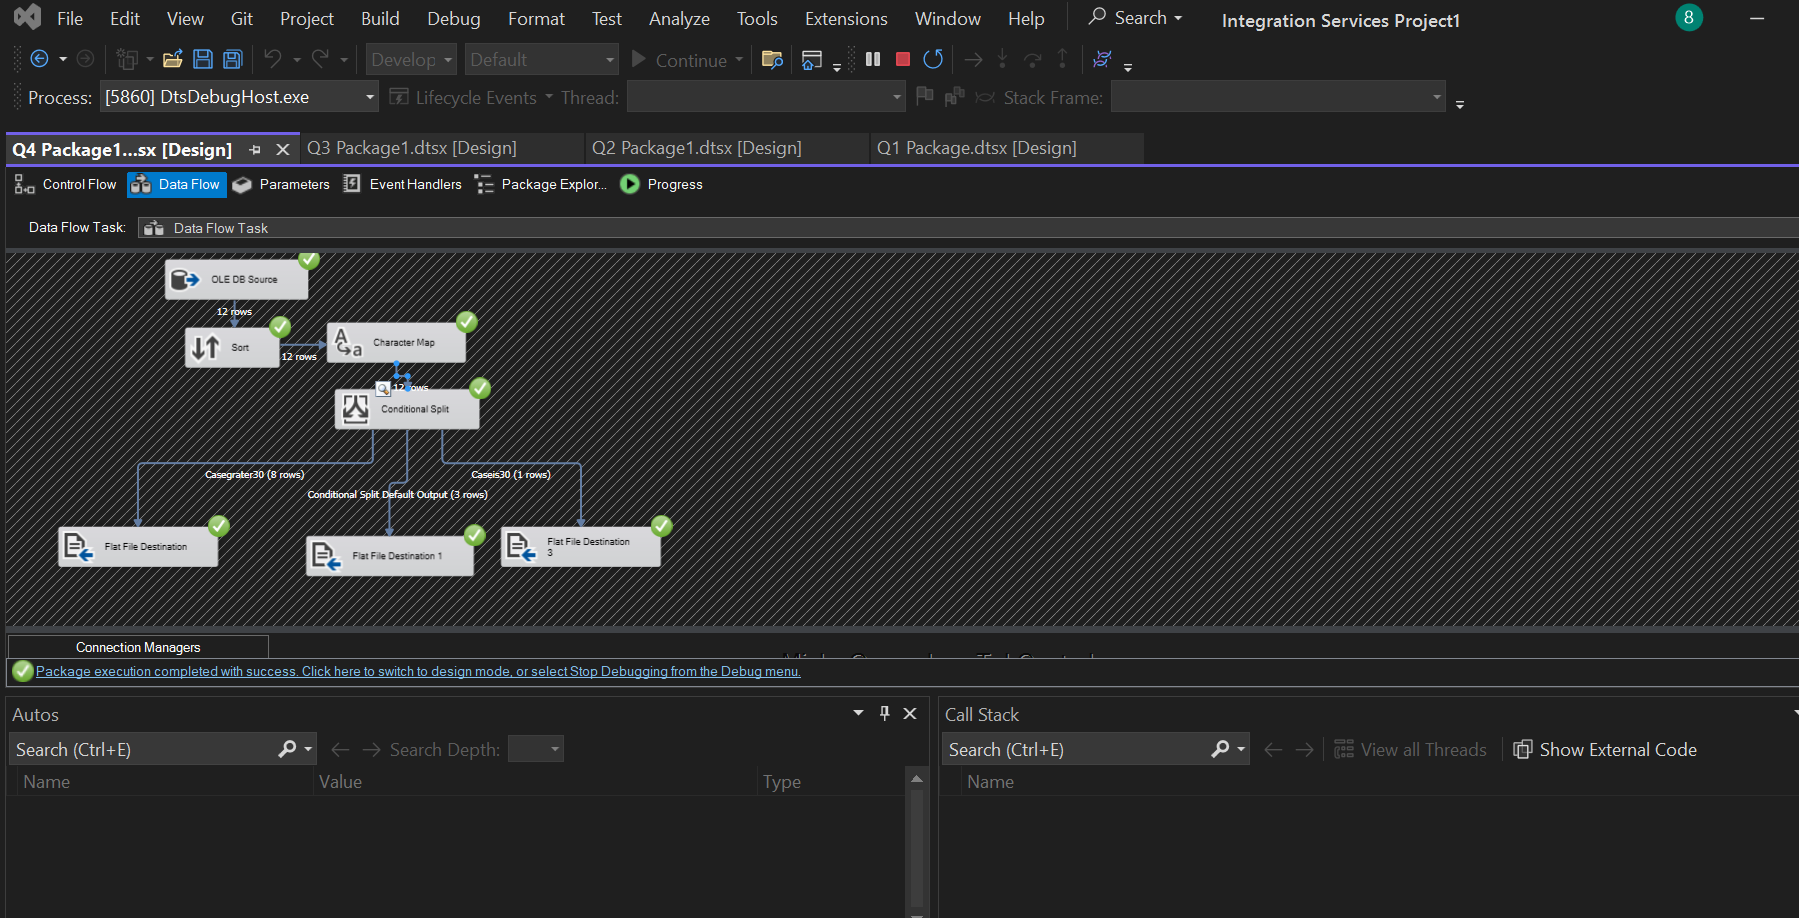 File Edit View Git Project Build Debug Format Test Analyze Tools Extensions Window Help Search Integration Services Project1 8
Develop Default Continue
Process: [5860] DtsDebugHost.exe Lifecycle Events Thread: Stack Frame:
Q4 Package1...sx [Design] Q3 Package1.dtsx [Design] Q2 Package1.dtsx [Design] Q1 Package.dtsx [Design]
Control Flow Data Flow Parameters Event Handlers Package Explor... Progress
Data Flow Task: Data Flow Task
OLE DB Source
12 rows
Sort
12 rows
A a Character Map
12 rows
Conditional Split
Casegrater30 (8 rows)
Caseis30 (1 rows)
Conditional Split Default Output (3 rows)
Flat File Destination
Flat File Destination 1
Flat File Destination
3
Connection Managers
Package execution completed with success. Click here to switch to design mode, or select Stop Debugging from the Debug menu.
Autos
Search (Ctrl+E) Search Depth:
Name Value Type
Call Stack
Search (Ctrl+E) View all Threads Show External Code
Name